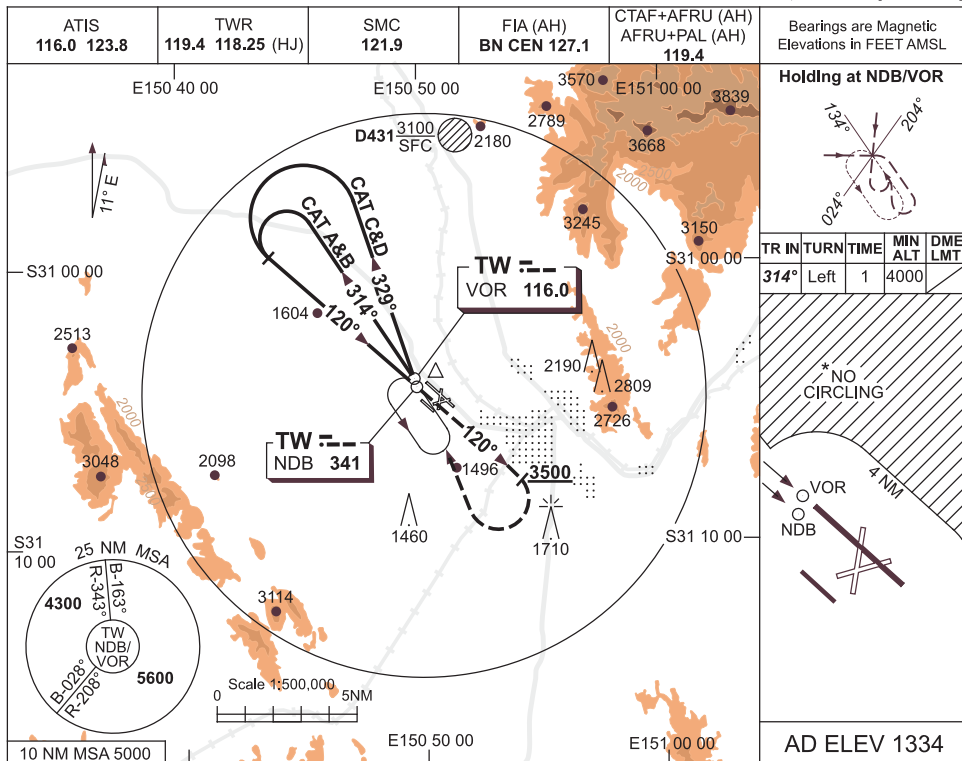 ATIS
116.0 123.8
TWR
119.4 118.25 (HJ)
SMC
121.9
FIA (AH)
BN CEN 127.1
CTAF+AFRU (AH)
AFRU+PAL (AH)
119.4
Bearings are Magnetic
Elevations in FEET AMSL
E150 40 00
E150 50 00
E151 00 00
3570
3839
2789
3668
D431 3100
SFC
2180
2000
2000
11° E
CAT C&D
CAT A&B
3245
3150
S31 00 00
S31 00 00
329°
314°
120°
TW
VOR 116.0
1604
2513
2000
2190
2809
2726
2000
TW
NDB 341
120°
3500
1496
3048
2098
1460
1710
S31 10 00
S31
10 00
25 NM MSA
B-163°
R-343°
4300
TW
NDB/
VOR
5600
B-028°
R-208°
3114
Scale 1:500,000
0
5NM
10 NM MSA 5000
E150 50 00
E151 00 00
Holding at NDB/VOR
134°
204°
024°
TR IN
TURN
TIME
MIN
ALT
DME
LMT
314°
Left
1
4000
*NO
CIRCLING
4 NM
VOR
NDB
AD ELEV 1334